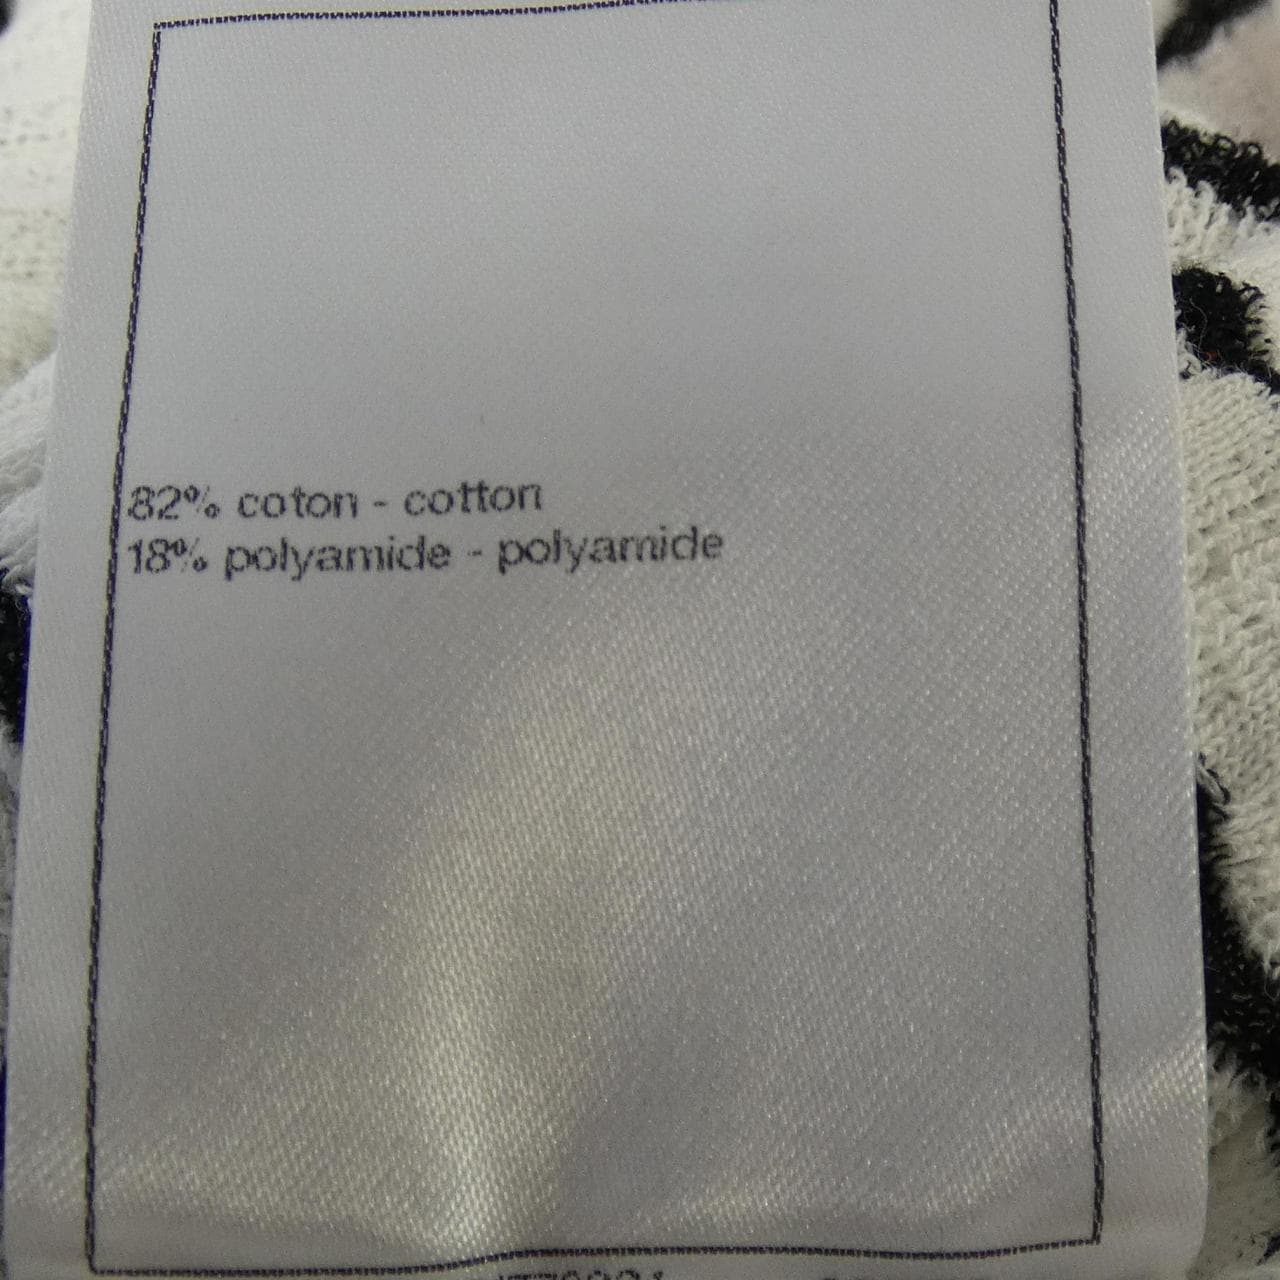 82% coton - cotton
18% polyamide - polyamide